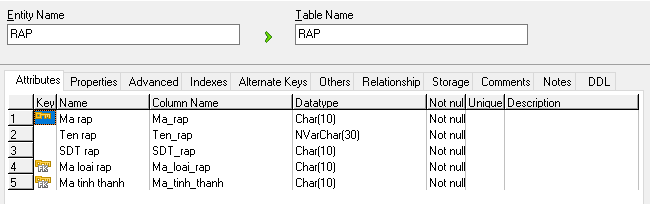 Entity Name Table Name
RAP RAP
Attributes Properties Advanced Indexes Alternate Keys Others Relationship Storage Comments Notes DDL
Key Name Column Name Datatype Not nul Unique Description
1 Ma rap Ma_rap Char(10) Not null
2 Ten rap Ten_rap NVarChar(30) Not null
3 SDT rap SDT_rap Char(10) Not null
4 Ma loai rap Ma_loai_rap Char(10) Not null
5 Ma tinh thanh Ma_tinh_thanh Char(10) Not null